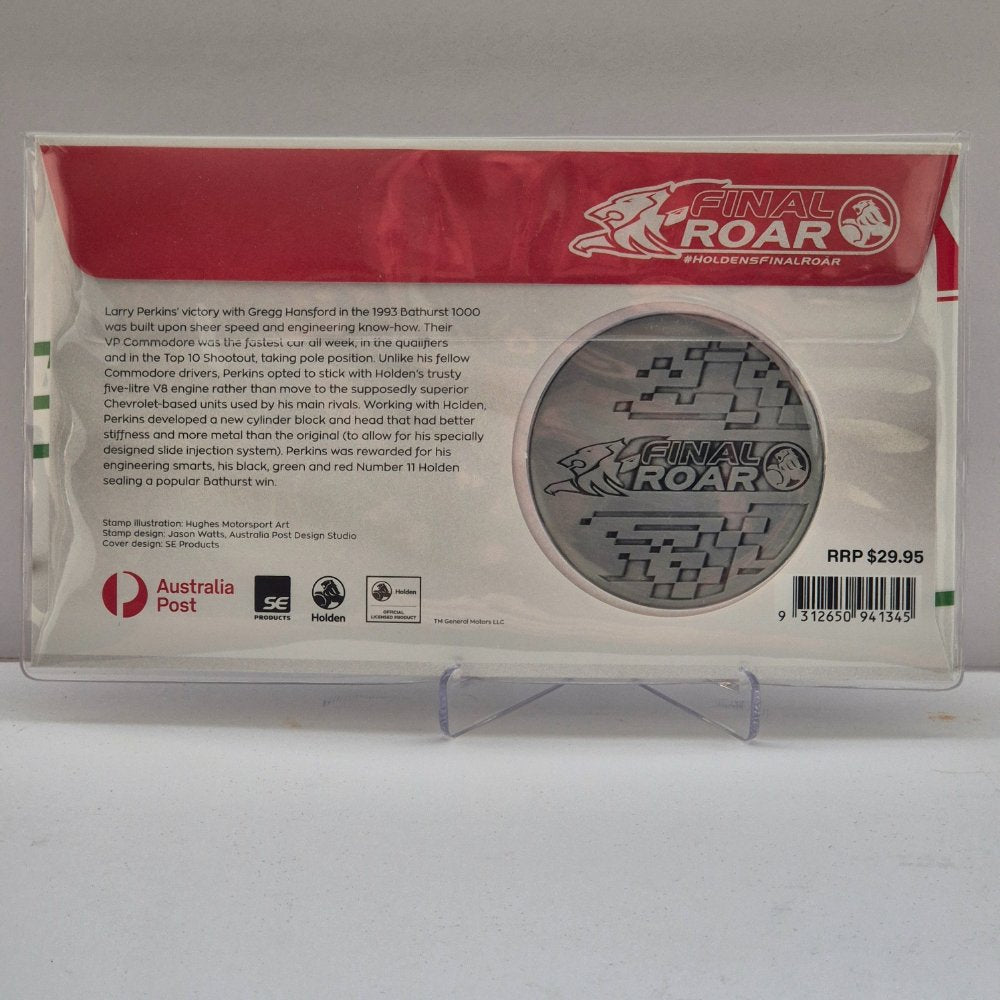 FINAL
ROAR
#HOLDENSFINALROAR
Larry Perkins' victory with Gregg Hansford in the 1993 Bathurst 1000
was built upon sheer speed and engineering know-how. Their
VP Commodore was the fastest car all week, in the qualifiers
and in the Top 10 Shootout, taking pole position. Unlike his fellow
Commodore drivers, Perkins opted to stick with Holden's trusty
five-litre V8 engine rather than move to the supposedly superior
Chevrolet-based units used by his main rivals. Working with Holden,
Perkins developed a new cylinder block and head that had better
stiffness and more metal than the original (to allow for his specially
designed slide injection system). Perkins was rewarded for his
engineering smarts, his black, green and red Number 11 Holden
sealing a popular Bathurst win.
FINAL
ROAR
Stamp illustration: Hughes Motorsport Art
Stamp design: Jason Watts, Australia Post Design Studio
Cover design: SE Products
Australia
Post
SE
PRODUCTS
Holden
Holden
OFFICIAL
LICENSED PRODUCT
TM General Motors LLC
RRP $29.95
9 312650 941345